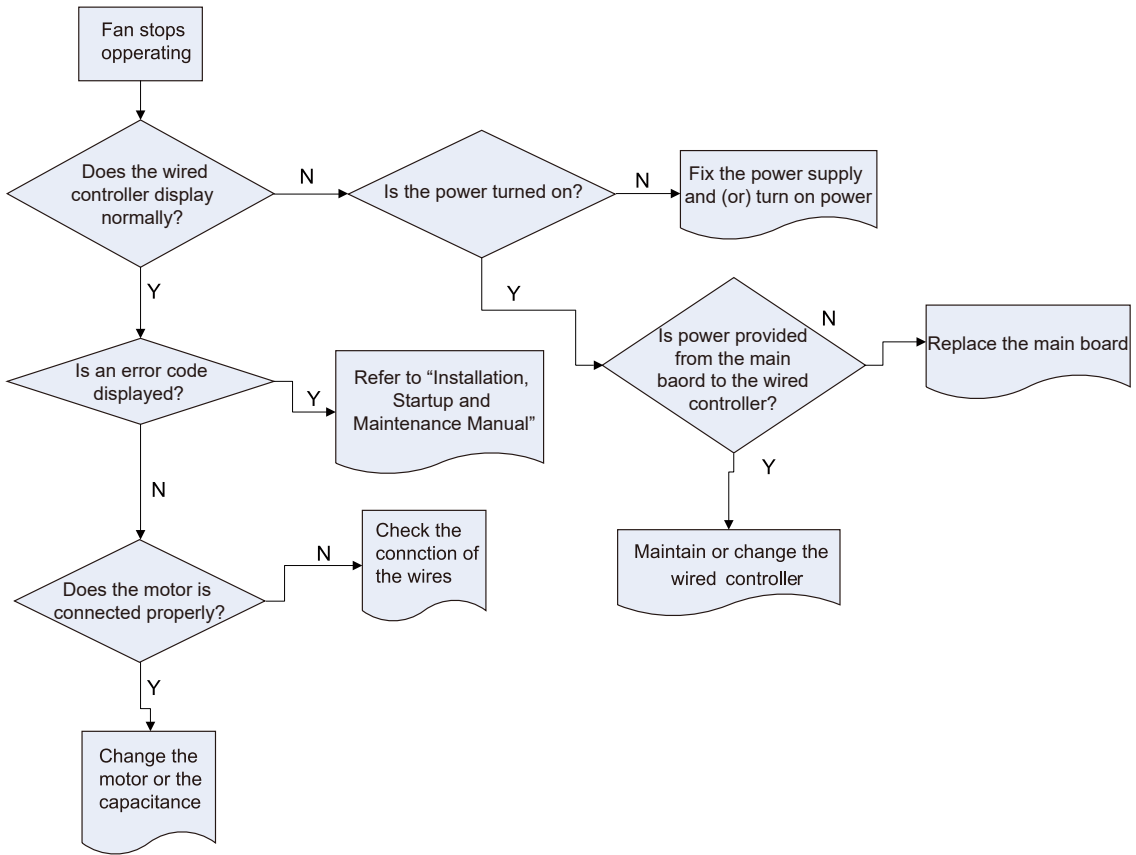 Fan stops
opperating
Does the wired
controller display
normally?
N
Is the power turned on?
N
Fix the power supply
and (or) turn on power
Y
Y
Is power provided
from the main
baord to the wired
controller?
N
Replace the main board
Is an error code
displayed?
Y
Refer to “Installation,
Startup and
Maintenance Manual”
Y
Maintain or change the
wired controller
N
Does the motor is
connected properly?
N
Check the
connction of
the wires
Y
Change the
motor or the
capacitance